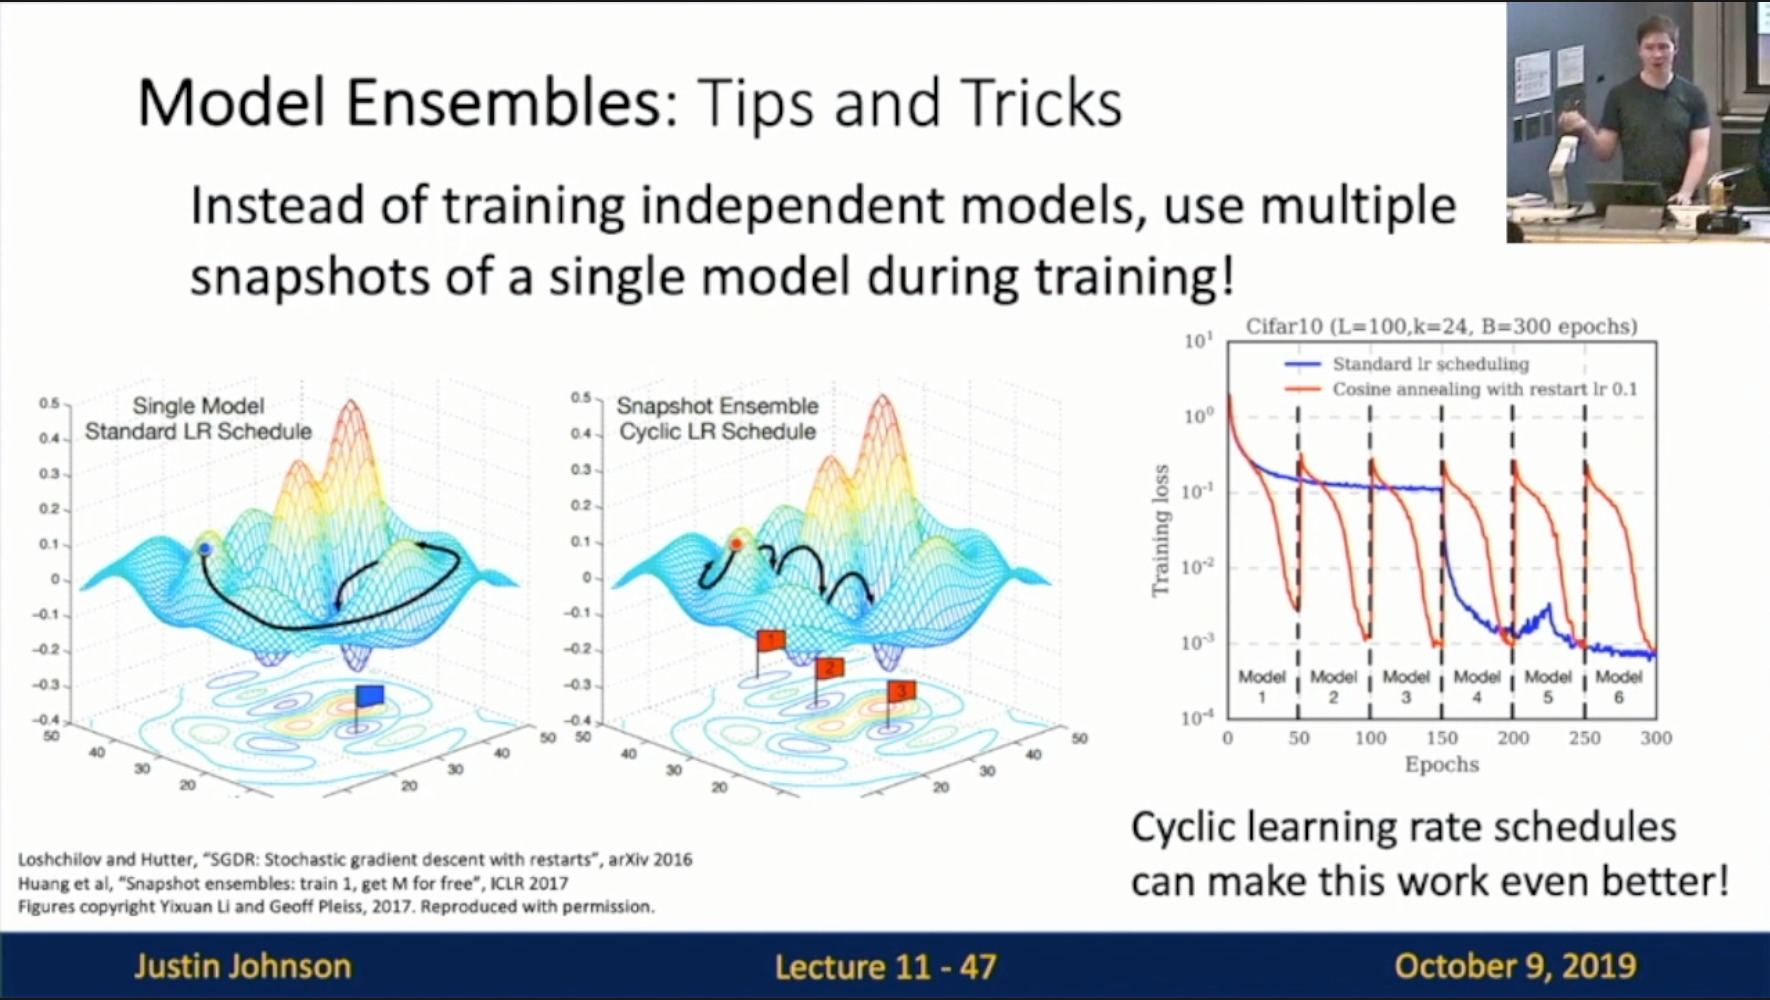 Model Ensembles: Tips and Tricks
Instead of training independent models, use multiple
snapshots of a single model during training!
Single Model
Standard LR Schedule
0.5
0.4
0.3
0.2
0.1
0
−0.1
−0.2
−0.3
−0.4
50
40
30
20
20
30
40
50
Snapshot Ensemble
Cyclic LR Schedule
0.5
0.4
0.3
0.2
0.1
0
−0.1
−0.2
−0.3
−0.4
50
40
30
20
20
30
40
50
1
2
3
Cifar10 (L=100,k=24, B=300 epochs)
Standard lr scheduling
Cosine annealing with restart lr 0.1
Training loss
10¹
10⁰
10⁻¹
10⁻²
10⁻³
10⁻⁴
Model 1
Model 2
Model 3
Model 4
Model 5
Model 6
0 50 100 150 200 250 300
Epochs
Cyclic learning rate schedules
can make this work even better!
Loshchilov and Hutter, “SGDR: Stochastic gradient descent with restarts”, arXiv 2016
Huang et al, “Snapshot ensembles: train 1, get M for free”, ICLR 2017
Figures copyright Yixuan Li and Geoff Pleiss, 2017. Reproduced with permission.
Justin Johnson
Lecture 11 - 47
October 9, 2019